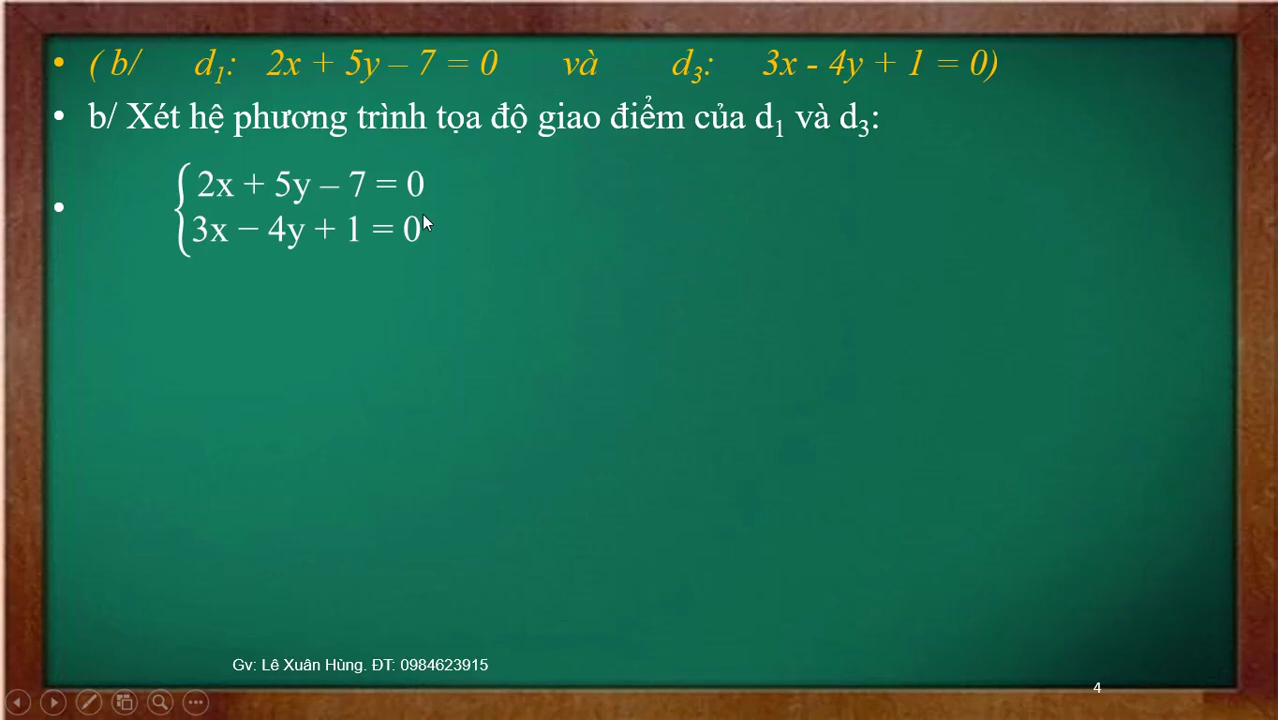 • ( b/ d₁: 2x + 5y – 7 = 0 và d₃: 3x - 4y + 1 = 0)
• b/ Xét hệ phương trình tọa độ giao điểm của d₁ và d₃:
• { 2x + 5y – 7 = 0
3x − 4y + 1 = 0
Gv: Lê Xuân Hùng. ĐT: 0984623915
4